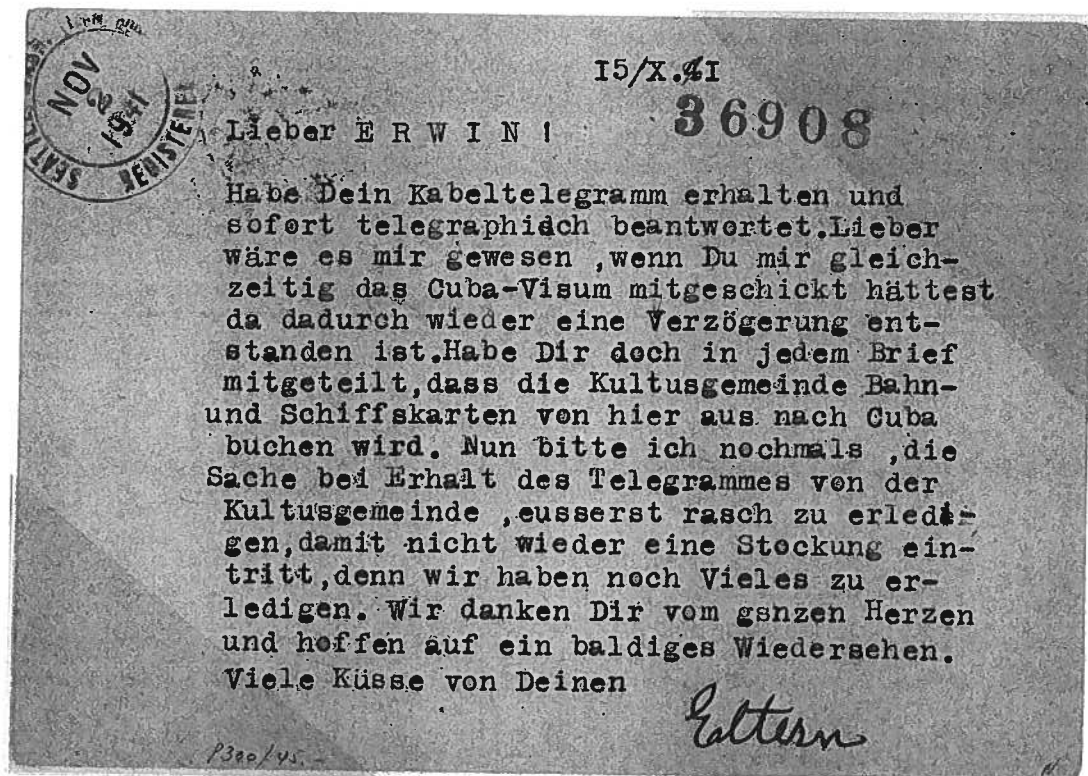 I5/X.41
36908
NOV
1941
SEATTLE
REGISTERED
Lieber E R W I N !
Habe Dein Kabeltelegramm erhalten und
sofort telegraphisch beantwortet.Lieber
wäre es mir gewesen ,wenn Du mir gleich-
zeitig das Cuba-Visum mitgeschickt hättest
da dadurch wieder eine Verzögerung ent-
standen ist.Habe Dir doch in jedem Brief
mitgeteilt,dass die Kultusgemeinde Bahn-
und Schiffskarten von hier aus nach Cuba
buchen wird. Nun bitte ich nochmals ,die
Sache bei Erhalt des Telegrammes von der
Kultusgemeinde ,eusserst rasch zu erledi-
gen,damit nicht wieder eine Stockung ein-
tritt,denn wir haben noch Vieles zu er-
ledigen. Wir danken Dir vom gsnzen Herzen
und hoffen auf ein baldiges Wiedersehen.
Viele Küsse von Deinen
Eltern
P300/45.-